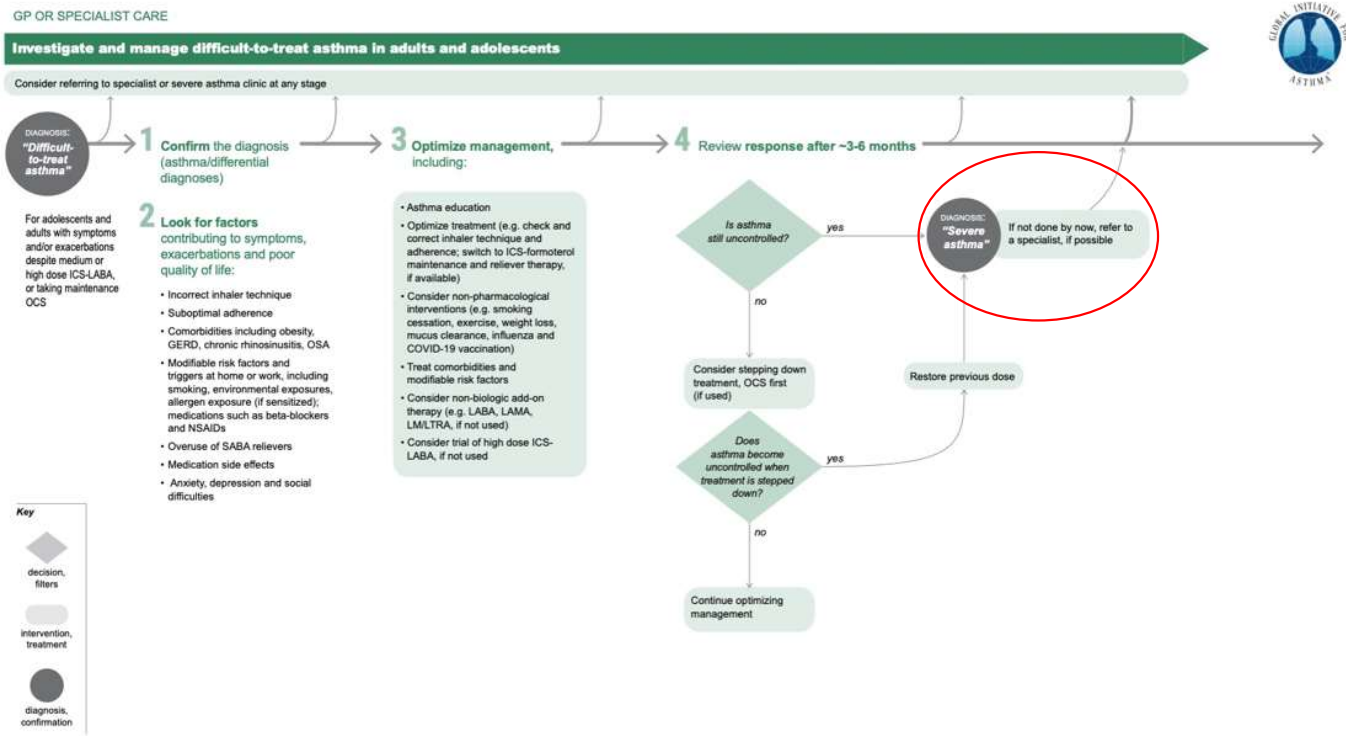 GP OR SPECIALIST CARE
Investigate and manage difficult-to-treat asthma in adults and adolescents
GLOBAL INITIATIVE FOR
ASTHMA
Consider referring to specialist or severe asthma clinic at any stage
DIAGNOSIS:
"Difficult-
to-treat
asthma"
For adolescents and
adults with symptoms
and/or exacerbations
despite medium or
high dose ICS-LABA,
or taking maintenance
OCS
1 Confirm the diagnosis
(asthma/differential
diagnoses)
2 Look for factors
contributing to symptoms,
exacerbations and poor
quality of life:
• Incorrect inhaler technique
• Suboptimal adherence
• Comorbidities including obesity,
GERD, chronic rhinosinusitis, OSA
• Modifiable risk factors and
triggers at home or work, including
smoking, environmental exposures,
allergen exposure (if sensitized);
medications such as beta-blockers
and NSAIDs
• Overuse of SABA relievers
• Medication side effects
• Anxiety, depression and social
difficulties
3 Optimize management,
including:
• Asthma education
• Optimize treatment (e.g. check and
correct inhaler technique and
adherence; switch to ICS-formoterol
maintenance and reliever therapy,
if available)
• Consider non-pharmacological
interventions (e.g. smoking
cessation, exercise, weight loss,
mucus clearance, influenza and
COVID-19 vaccination)
• Treat comorbidities and
modifiable risk factors
• Consider non-biologic add-on
therapy (e.g. LABA, LAMA,
LM/LTRA, if not used)
• Consider trial of high dose ICS-
LABA, if not used
4 Review response after ~3-6 months
Is asthma
still uncontrolled?
yes
no
DIAGNOSIS:
"Severe
asthma"
If not done by now, refer to
a specialist, if possible
Consider stepping down
treatment, OCS first
(if used)
Restore previous dose
Does
asthma become
uncontrolled when
treatment is stepped
down?
yes
no
Continue optimizing
management
Key
decision,
filters
intervention,
treatment
diagnosis,
confirmation